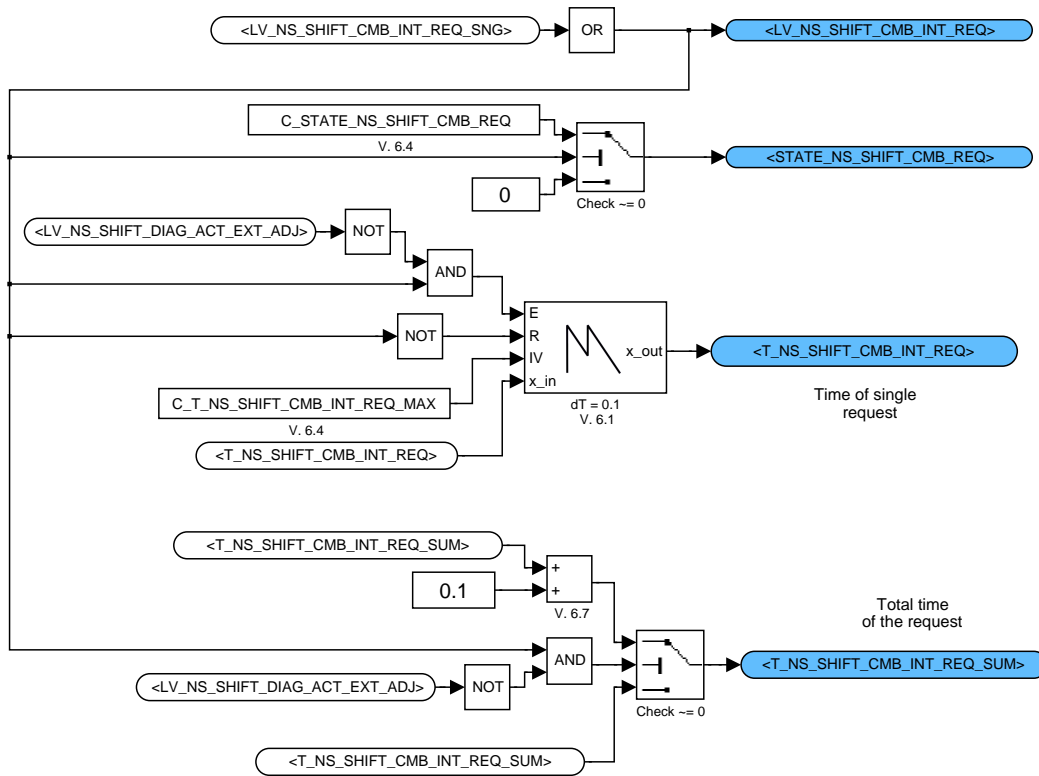 <LV_NS_SHIFT_CMB_INT_REQ_SNG>
OR
<LV_NS_SHIFT_CMB_INT_REQ>
C_STATE_NS_SHIFT_CMB_REQ
V. 6.4
<STATE_NS_SHIFT_CMB_REQ>
0
Check ~= 0
<LV_NS_SHIFT_DIAG_ACT_EXT_ADJ>
NOT
AND
NOT
E
R
IV
x_in
x_out
<T_NS_SHIFT_CMB_INT_REQ>
C_T_NS_SHIFT_CMB_INT_REQ_MAX
V. 6.4
dT = 0.1
V. 6.1
Time of single
request
<T_NS_SHIFT_CMB_INT_REQ>
<T_NS_SHIFT_CMB_INT_REQ_SUM>
+
+
0.1
V. 6.7
Total time
of the request
AND
<T_NS_SHIFT_CMB_INT_REQ_SUM>
<LV_NS_SHIFT_DIAG_ACT_EXT_ADJ>
NOT
Check ~= 0
<T_NS_SHIFT_CMB_INT_REQ_SUM>